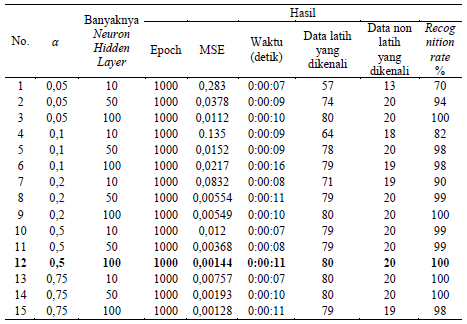 Hasil
No. α Banyaknya Neuron Hidden Layer Epoch MSE Waktu (detik) Data latih yang dikenali Data non latih yang dikenali Recog nition rate %
1 0,05 10 1000 0,283 0:00:07 57 13 70
2 0,05 50 1000 0,0378 0:00:09 74 20 94
3 0,05 100 1000 0,0112 0:00:10 80 20 100
4 0,1 10 1000 0.135 0:00:09 64 18 82
5 0,1 50 1000 0,0152 0:00:09 78 20 98
6 0,1 100 1000 0,0217 0:00:16 79 19 98
7 0,2 10 1000 0,0832 0:00:08 71 19 90
8 0,2 50 1000 0,00554 0:00:11 79 20 99
9 0,2 100 1000 0,00549 0:00:10 80 20 100
10 0,5 10 1000 0,012 0:00:07 79 20 99
11 0,5 50 1000 0,00368 0:00:08 79 20 99
12 0,5 100 1000 0,00144 0:00:11 80 20 100
13 0,75 10 1000 0,00757 0:00:07 80 20 100
14 0,75 50 1000 0,00193 0:00:10 80 20 100
15 0,75 100 1000 0,00128 0:00:11 79 19 98